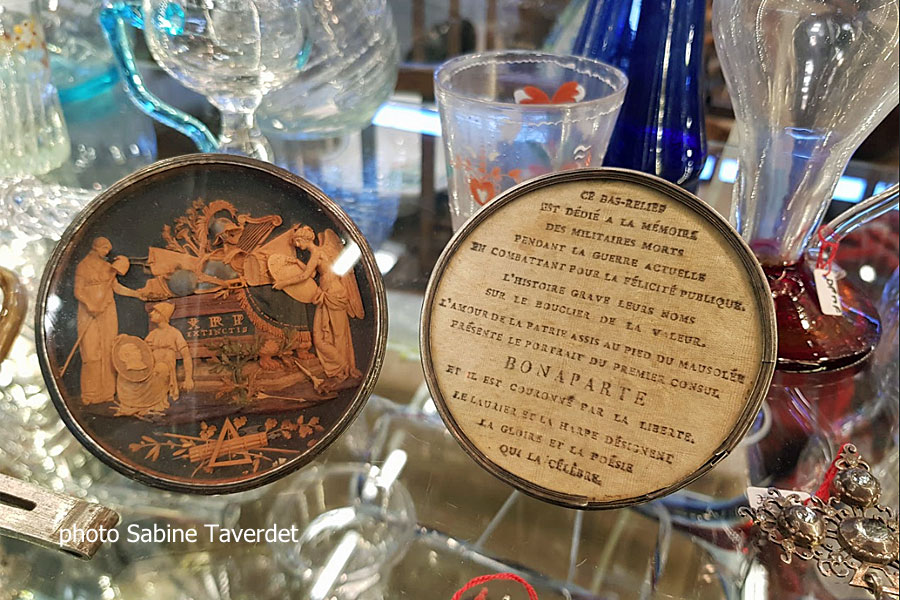 ARP
EXTINCTIS
CE BAS-RELIEF
EST DÉDIÉ A LA MÉMOIRE
DES MILITAIRES MORTS
PENDANT LA GUERRE ACTUELLE
EN COMBATTANT POUR LA FÉLICITÉ PUBLIQUE.
L'HISTOIRE GRAVE LEURS NOMS
SUR LE BOUCLIER DE LA VALEUR.
L'AMOUR DE LA PATRIE ASSIS AU PIED DU MAUSOLÉE
PRÉSENTE LE PORTRAIT DU PREMIER CONSUL
BONAPARTE
ET IL EST COURONNÉ PAR LA LIBERTÉ.
LE LAURIER ET LA HARPE DÉSIGNENT
LA GLOIRE ET LA POÉSIE
QUI LA CÉLÈBRE.
photo Sabine Taverdet